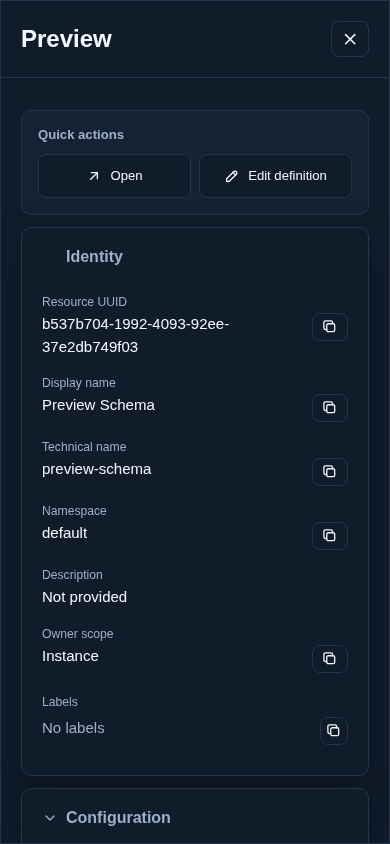 Preview
Quick actions
Open
Edit definition
Identity
Resource UUID
b537b704-1992-4093-92ee-
37e2db749f03
Display name
Preview Schema
Technical name
preview-schema
Namespace
default
Description
Not provided
Owner scope
Instance
Labels
No labels
Configuration